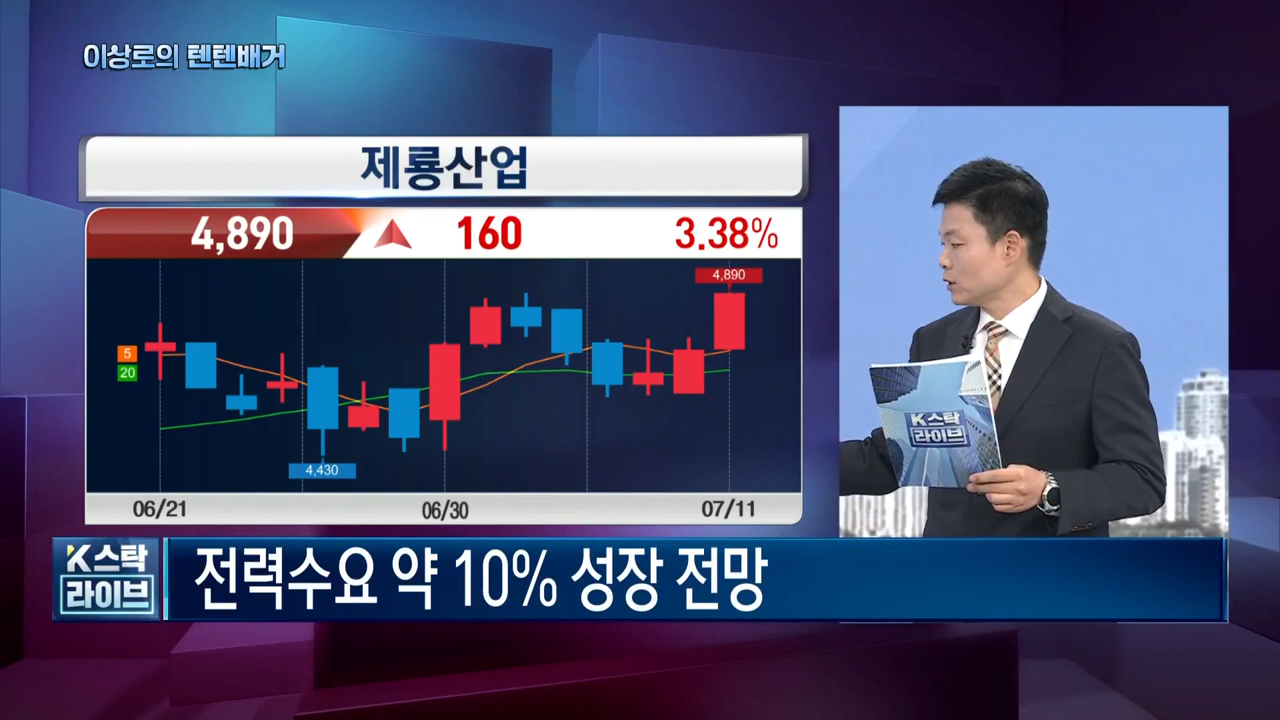 이상로의 텐텐배거
제룡산업
4,890 160 3.38%
4,890
5
20
4,430
06/21 06/30 07/11
K스탁
라이브
K스탁
라이브
전력수요 약 10% 성장 전망